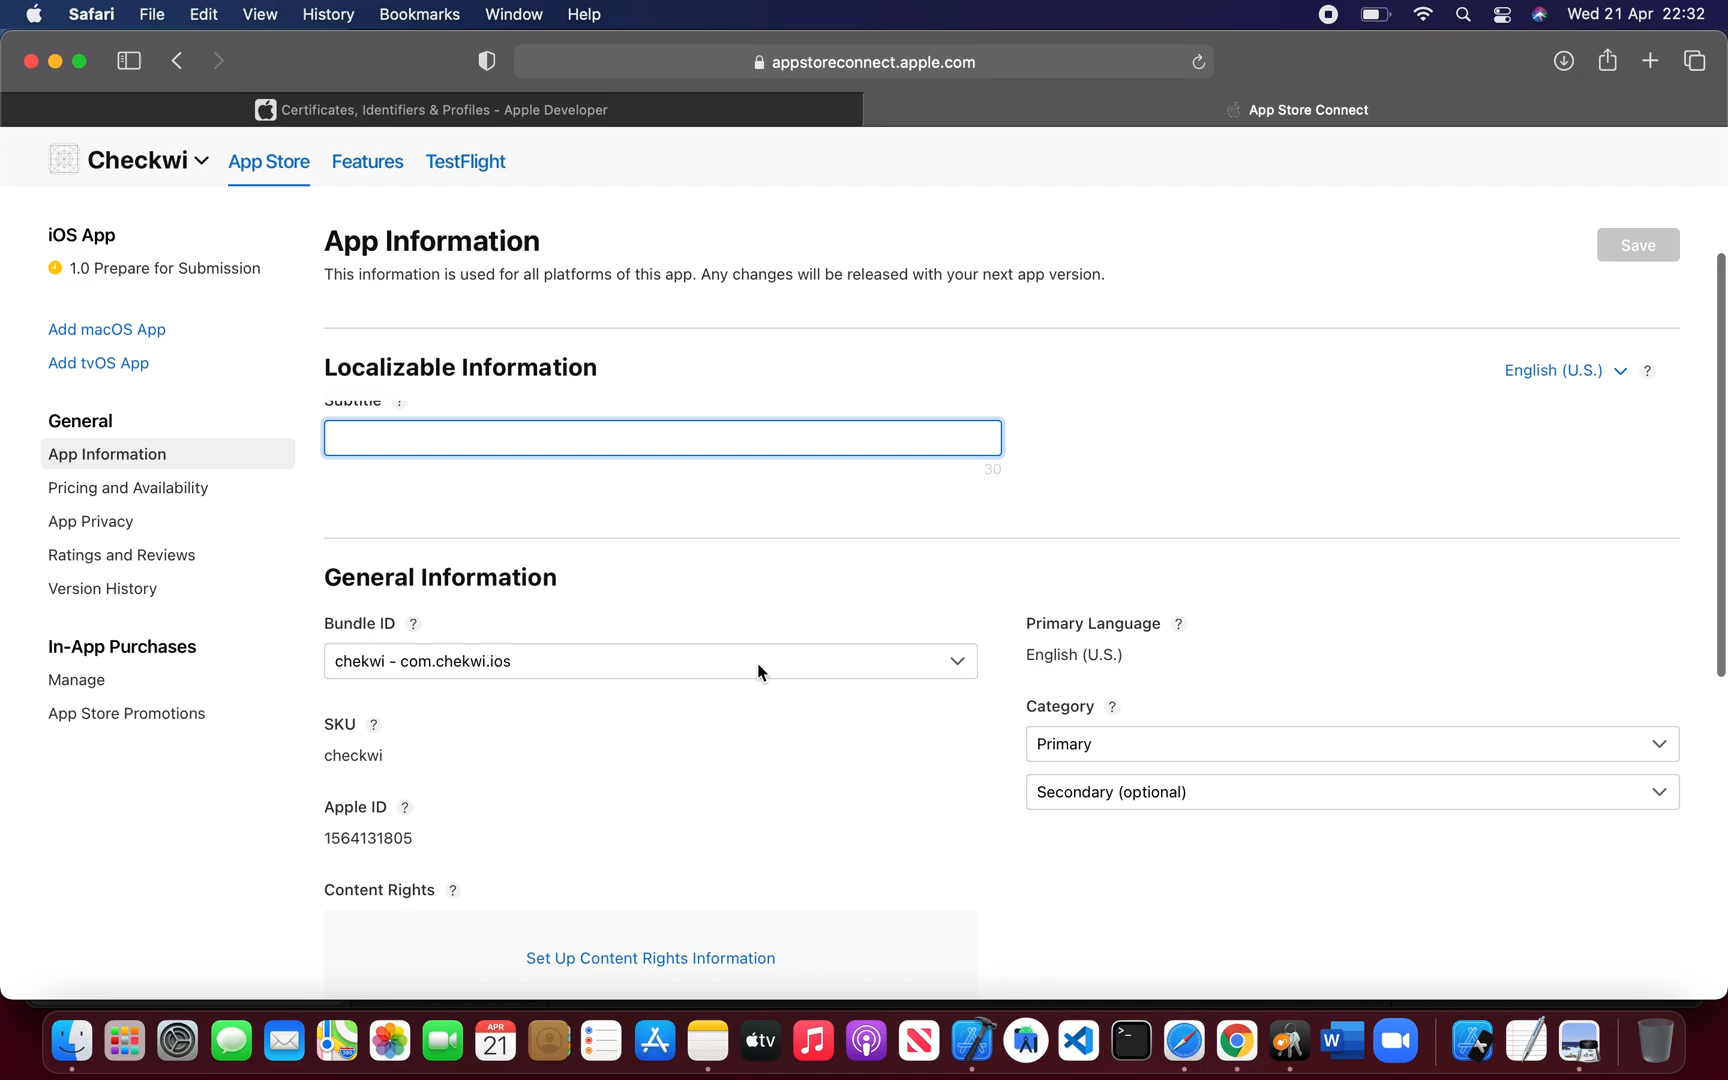 Safari File Edit View History Bookmarks Window Help Wed 21 Apr 22:32
appstoreconnect.apple.com
Certificates, Identifiers & Profiles - Apple Developer App Store Connect
Checkwi App Store Features TestFlight
iOS App
1.0 Prepare for Submission
Add macOS App
Add tvOS App
General
App Information
Pricing and Availability
App Privacy
Ratings and Reviews
Version History
In-App Purchases
Manage
App Store Promotions
App Information
Save
This information is used for all platforms of this app. Any changes will be released with your next app version.
Localizable Information
English (U.S.) ?
Subtitle ?
30
General Information
Bundle ID ?
chekwi - com.chekwi.ios
SKU ?
checkwi
Apple ID ?
1564131805
Content Rights ?
Set Up Content Rights Information
Primary Language ?
English (U.S.)
Category ?
Primary
Secondary (optional)
APR
21
tv
W